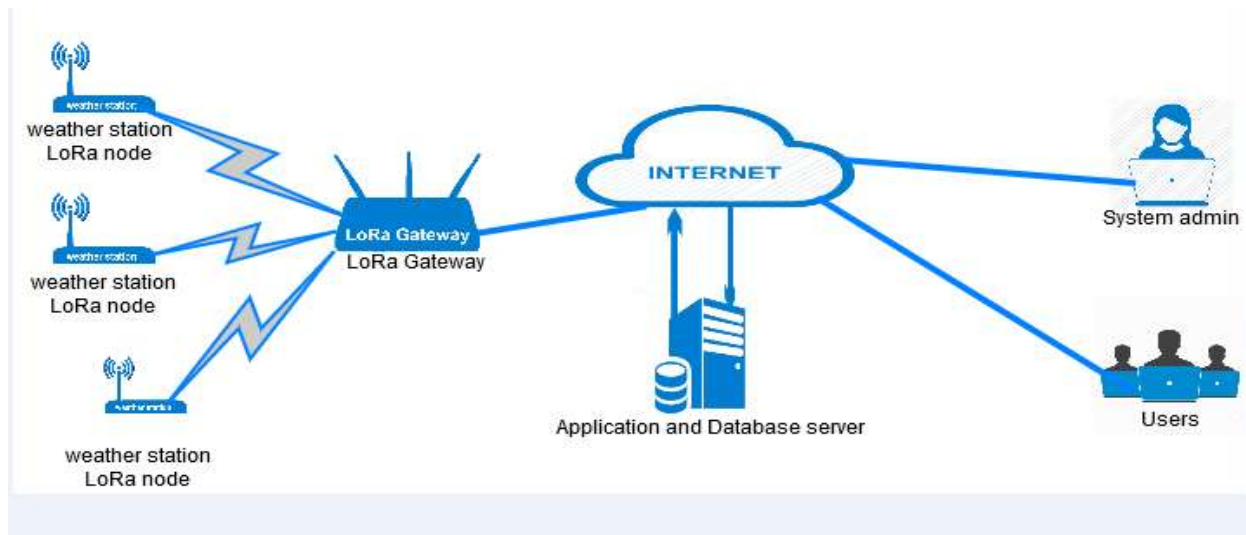 weather station
weather station
LoRa node
weather station
weather station
LoRa node
weather station
LoRa node
LoRa Gateway
LoRa Gateway
INTERNET
Application and Database server
System admin
Users